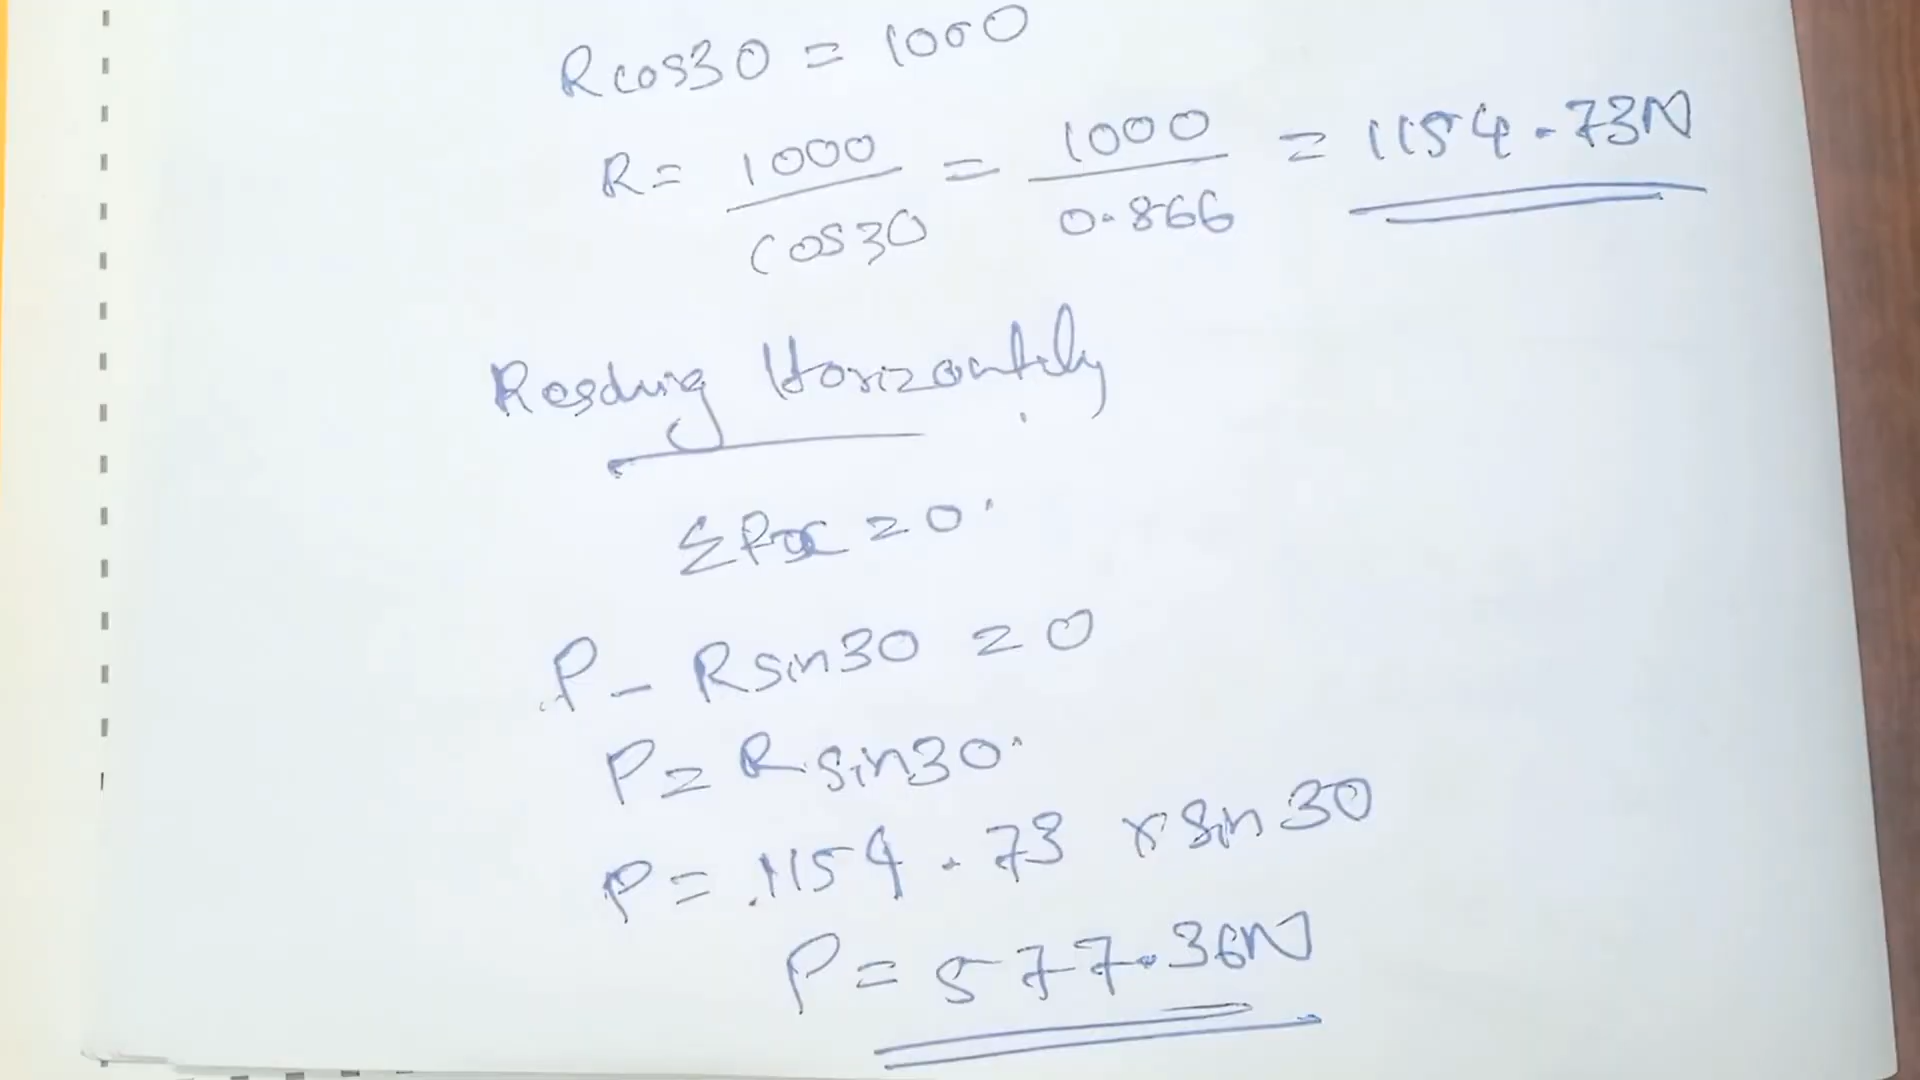 Rcos30 = 1000
R = 1000/cos30 = 1000/0.866 = 1154.73N
Horizontally
ΣFx = 0
P - Rsin30 = 0
P = Rsin30
P = 1154.73 x sin30
P = 577.36N